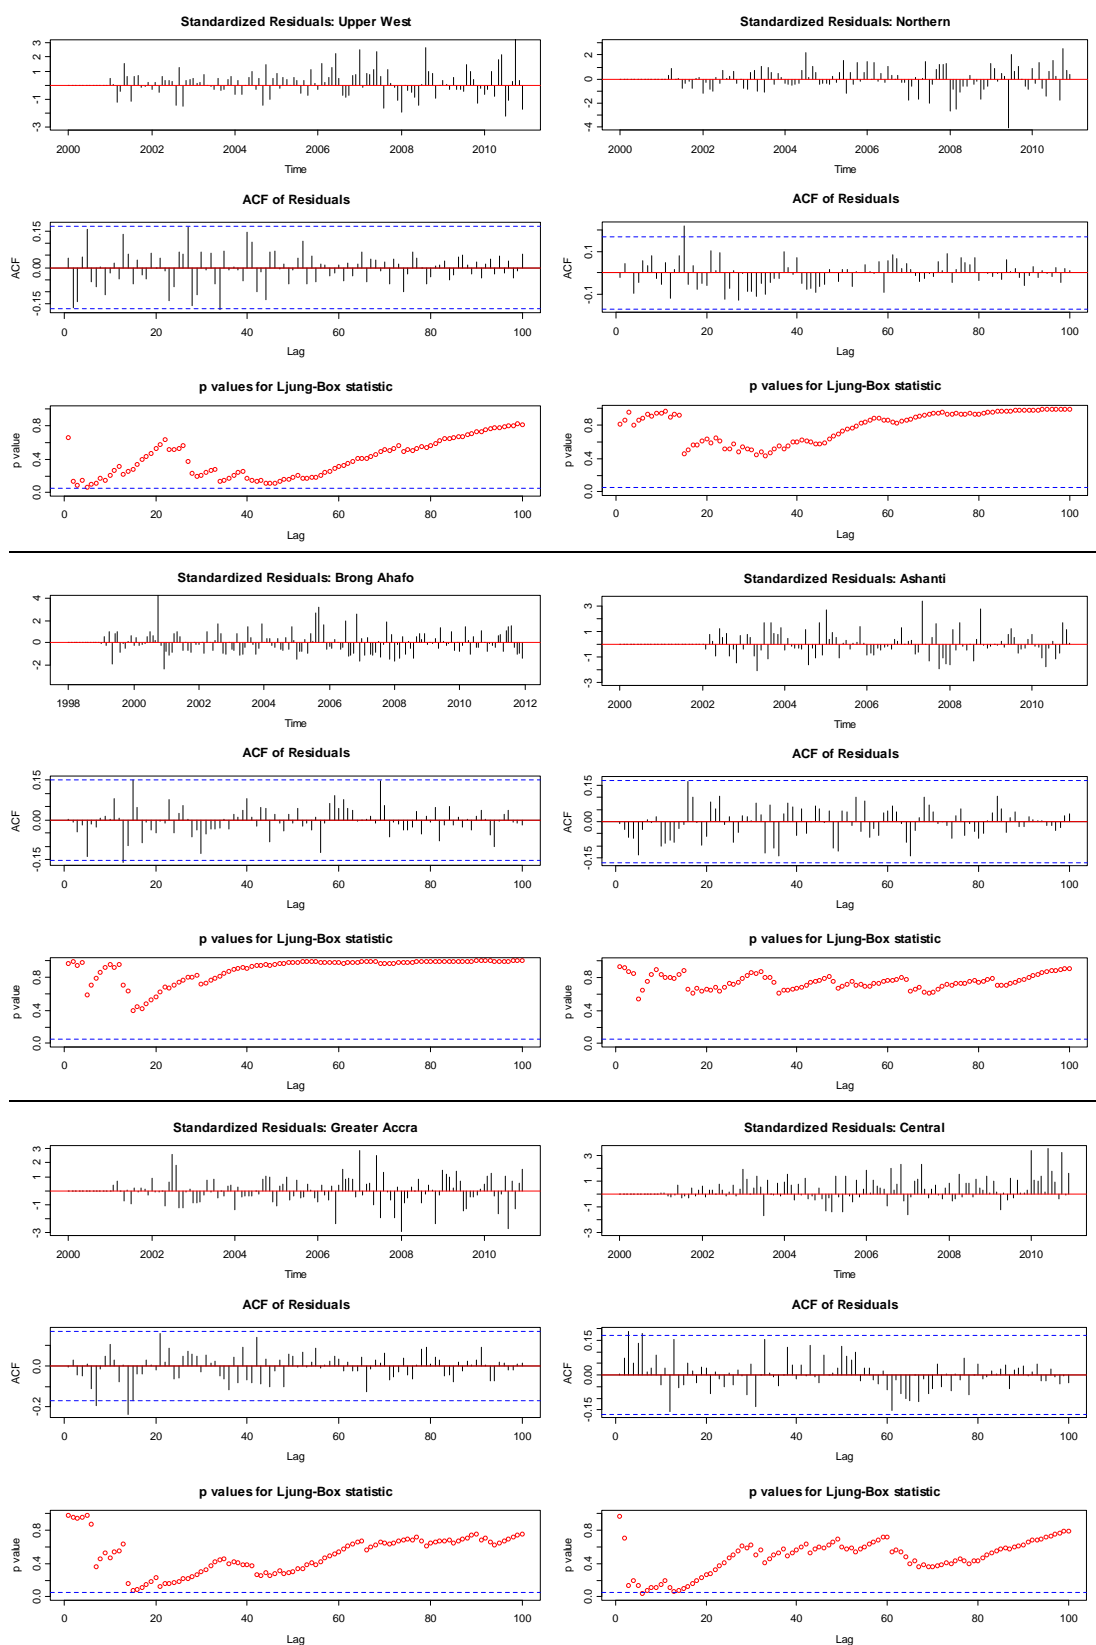 Standardized Residuals: Upper West
3
1
-1
-3
2000 2002 2004 2006 2008 2010
Time
ACF of Residuals
ACF
0.15
0.00
-0.15
0 20 40 60 80 100
Lag
p values for Ljung-Box statistic
p value
0.8
0.4
0.0
0 20 40 60 80 100
Lag
Standardized Residuals: Northern
2
0
-2
-4
2000 2002 2004 2006 2008 2010
Time
ACF of Residuals
ACF
0.1
-0.1
0 20 40 60 80 100
Lag
p values for Ljung-Box statistic
p value
0.8
0.4
0.0
0 20 40 60 80 100
Lag
Standardized Residuals: Brong Ahafo
4
2
0
-2
1998 2000 2002 2004 2006 2008 2010 2012
Time
ACF of Residuals
ACF
0.15
0.00
-0.15
0 20 40 60 80 100
Lag
p values for Ljung-Box statistic
p value
0.8
0.4
0.0
0 20 40 60 80 100
Lag
Standardized Residuals: Ashanti
3
1
-1
-3
2000 2002 2004 2006 2008 2010
Time
ACF of Residuals
ACF
0.15
0.00
-0.15
0 20 40 60 80 100
Lag
p values for Ljung-Box statistic
p value
0.8
0.4
0.0
0 20 40 60 80 100
Lag
Standardized Residuals: Greater Accra
3
2
1
-1
-3
2000 2002 2004 2006 2008 2010
Time
ACF of Residuals
ACF
0.0
-0.2
0 20 40 60 80 100
Lag
p values for Ljung-Box statistic
p value
0.8
0.4
0.0
0 20 40 60 80 100
Lag
Standardized Residuals: Central
3
1
-1
-3
2000 2002 2004 2006 2008 2010
Time
ACF of Residuals
ACF
0.15
0.00
-0.15
0 20 40 60 80 100
Lag
p values for Ljung-Box statistic
p value
0.8
0.4
0.0
0 20 40 60 80 100
Lag